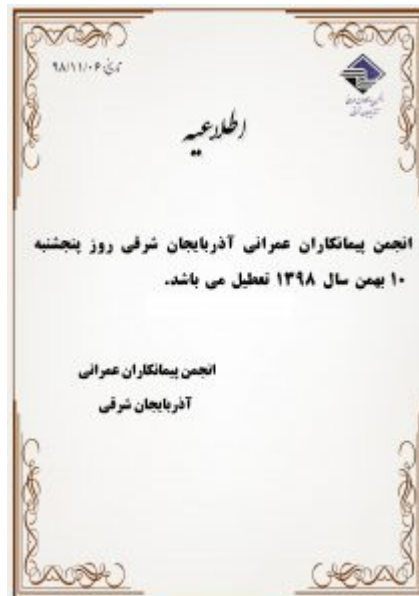 تاریخ: ۹۸/۱۱/۰۶
اطلاعیه
انجمن پیمانکاران عمرانی آذربایجان شرقی روز پنجشنبه
۱۰ بهمن سال ۱۳۹۸ تعطیل می باشد.
انجمن پیمانکاران عمرانی
آذربایجان شرقی